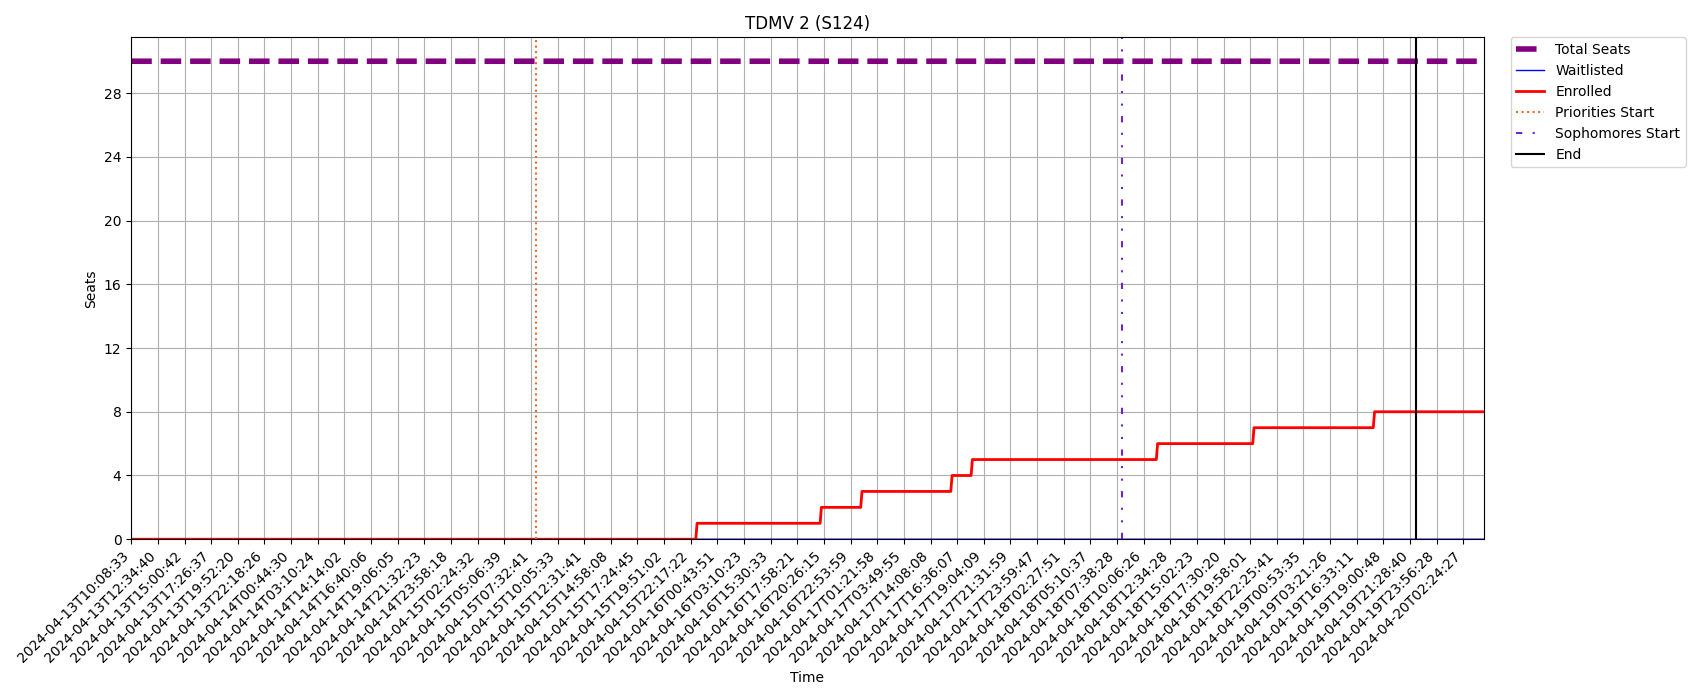 TDMV 2 (S124)
Total Seats
Waitlisted
Enrolled
Priorities Start
Sophomores Start
End
Seats
28
24
20
16
12
8
4
0
2024-04-13T10:08:33
2024-04-13T12:34:40
2024-04-13T15:00:42
2024-04-13T17:26:37
2024-04-13T19:52:20
2024-04-13T22:18:26
2024-04-14T00:44:30
2024-04-14T03:10:24
2024-04-14T14:14:02
2024-04-14T16:40:06
2024-04-14T19:06:05
2024-04-14T21:32:23
2024-04-14T23:58:18
2024-04-15T02:24:32
2024-04-15T05:06:39
2024-04-15T07:32:41
2024-04-15T10:05:33
2024-04-15T12:31:41
2024-04-15T14:58:09
2024-04-15T17:24:45
2024-04-15T19:51:02
2024-04-15T22:17:22
2024-04-16T00:43:51
2024-04-16T03:10:23
2024-04-16T15:30:33
2024-04-16T17:58:21
2024-04-16T20:26:15
2024-04-16T22:53:59
2024-04-17T01:21:58
2024-04-17T03:49:55
2024-04-17T14:08:08
2024-04-17T16:36:07
2024-04-17T19:04:09
2024-04-17T21:31:59
2024-04-17T23:59:47
2024-04-18T02:27:51
2024-04-18T05:10:37
2024-04-18T07:38:28
2024-04-18T10:06:26
2024-04-18T12:34:28
2024-04-18T15:02:23
2024-04-18T17:30:20
2024-04-18T19:58:01
2024-04-18T22:25:41
2024-04-19T00:53:35
2024-04-19T03:21:26
2024-04-19T16:33:11
2024-04-19T19:00:48
2024-04-19T21:28:40
2024-04-19T23:56:28
2024-04-20T02:24:27
Time